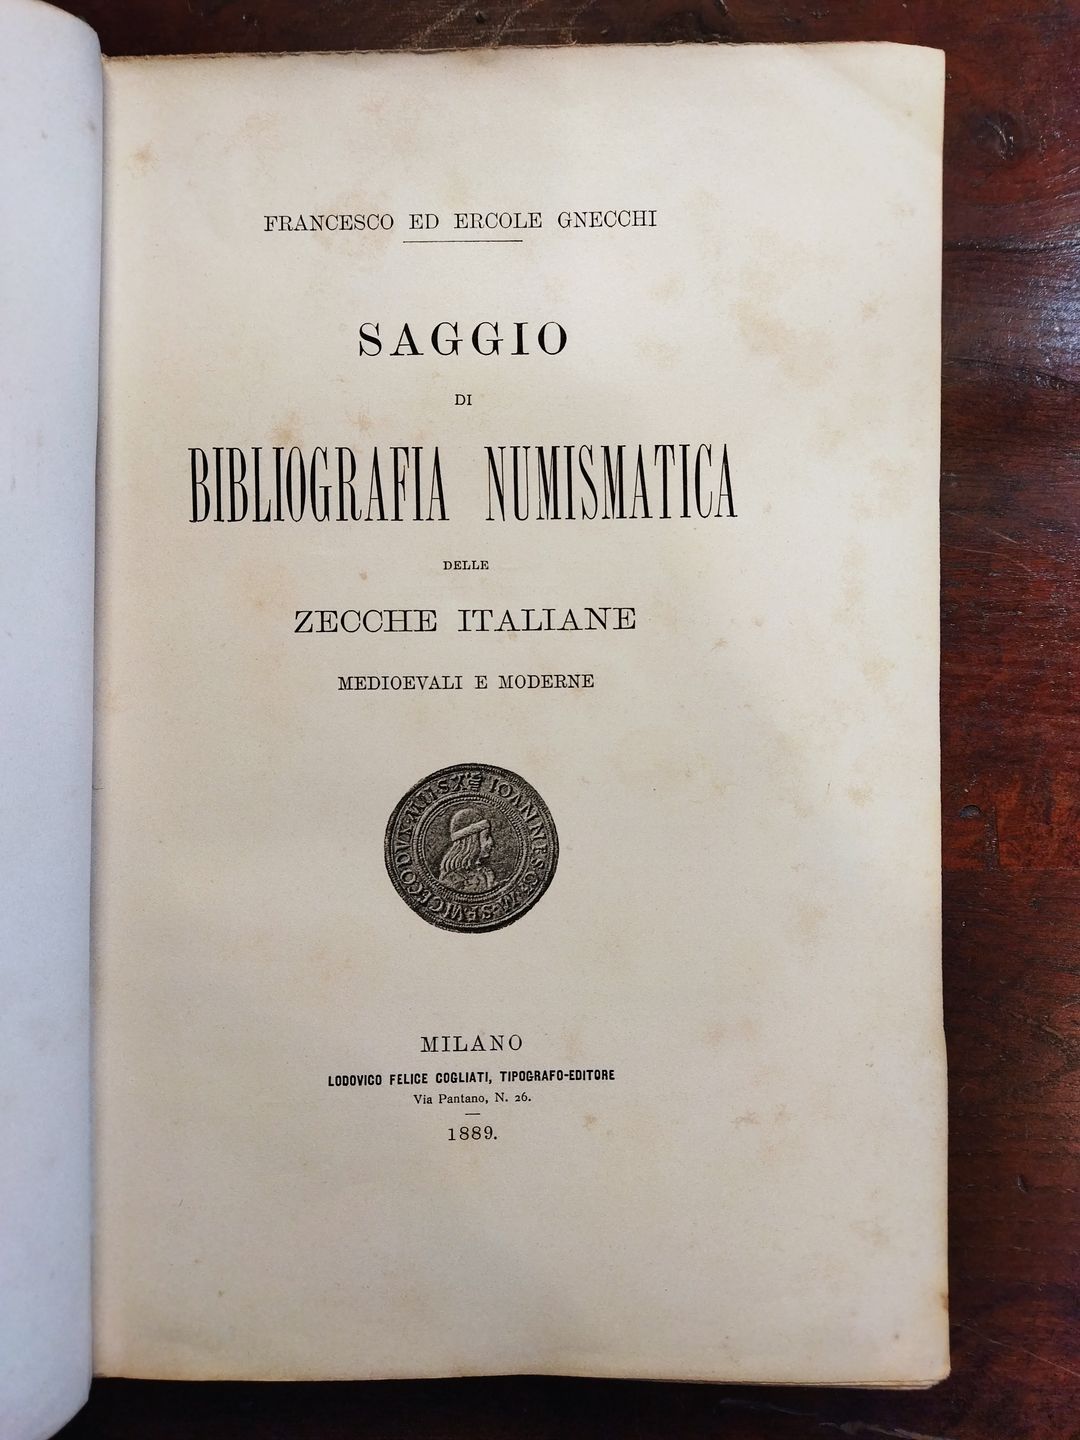 FRANCESCO ED ERCOLE GNECCHI
SAGGIO
DI
BIBLIOGRAFIA NUMISMATICA
DELLE
ZECCHE ITALIANE
MEDIOEVALI E MODERNE
IOANNES
MILANO
LODOVICO FELICE COGLIATI, TIPOGRAFO-EDITORE
Via Pantano, N. 26.
1889.